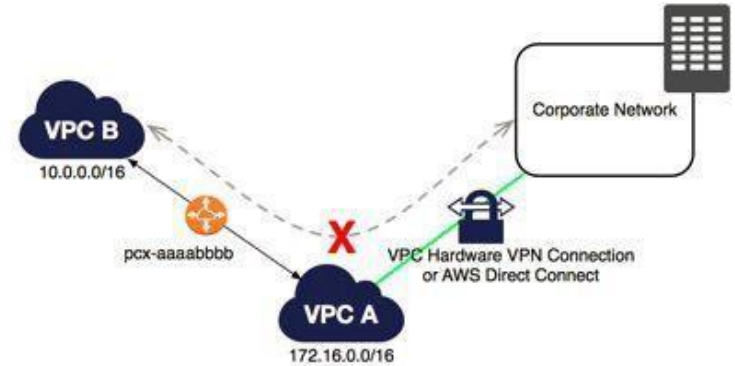 Corporate Network
VPC B
10.0.0.0/16
pcx-aaaabbbb
X
VPC Hardware VPN Connection
or AWS Direct Connect
VPC A
172.16.0.0/16